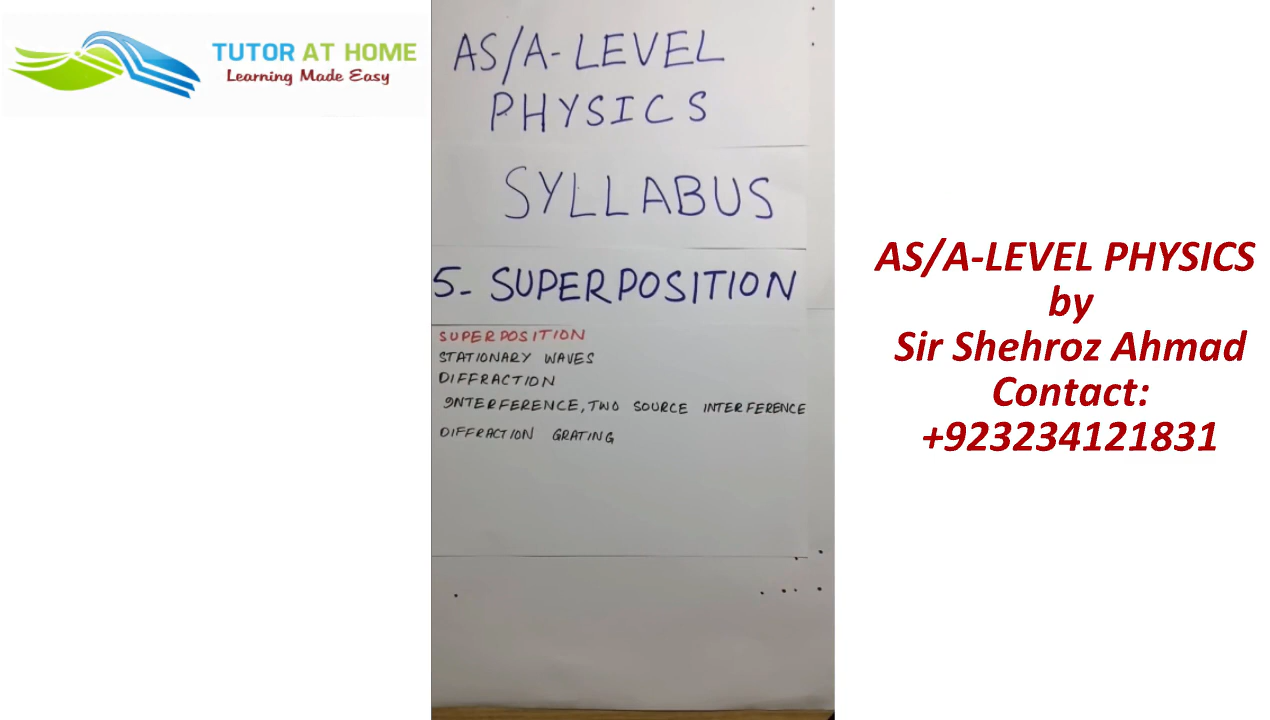 TUTOR AT HOME
Learning Made Easy
AS/A-LEVEL
PHYSICS
SYLLABUS
5- SUPERPOSITION
SUPERPOSITION
STATIONARY WAVES
DIFFRACTION
INTERFERENCE, TWO SOURCE INTERFERENCE
DIFFRACTION GRATING
AS/A-LEVEL PHYSICS
by
Sir Shehroz Ahmad
Contact:
+923234121831